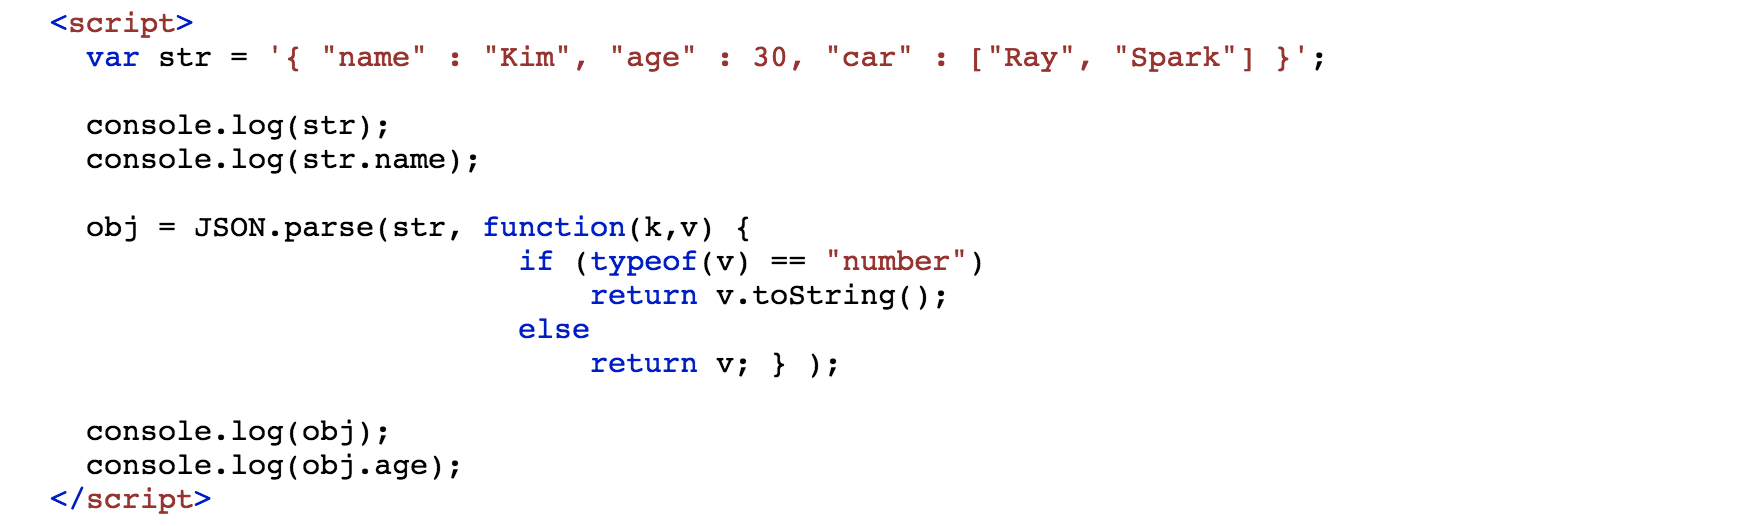 <script>
var str = '{ "name" : "Kim", "age" : 30, "car" : ["Ray", "Spark"] }';
console.log(str);
console.log(str.name);
obj = JSON.parse(str, function(k,v) {
if (typeof(v) == "number")
return v.toString();
else
return v; } );
console.log(obj);
console.log(obj.age);
</script>